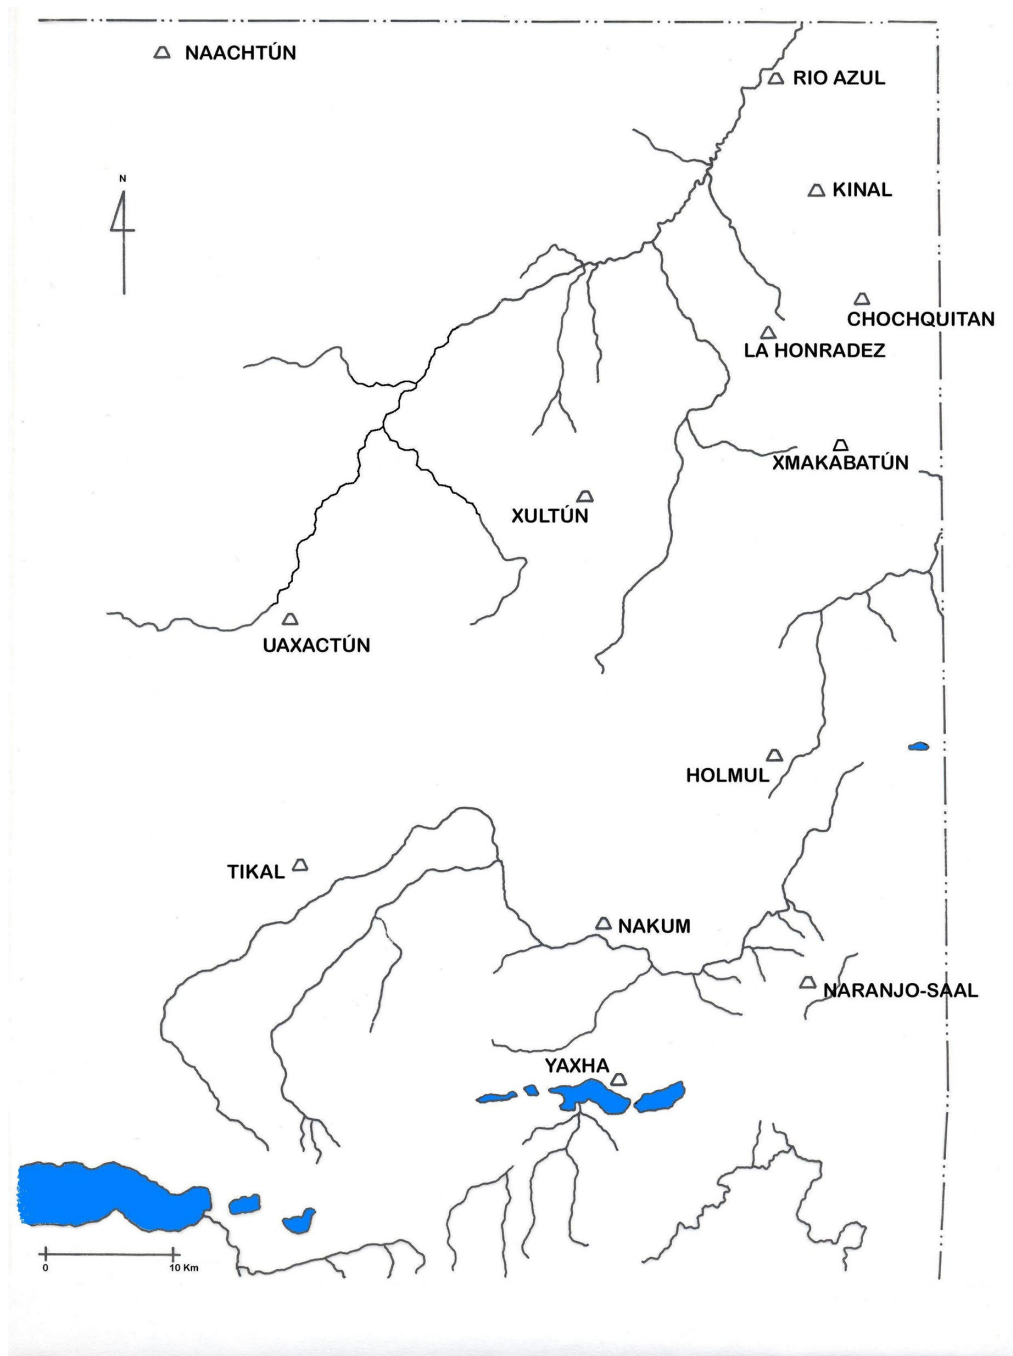 NAACHTÚN
RIO AZUL
N
KINAL
CHOCHQUITAN
LA HONRADEZ
XMAKABATÚN
XULTÚN
UAXACTÚN
HOLMUL
TIKAL
NAKUM
NARANJO-SAAL
YAXHA
0 10 Km